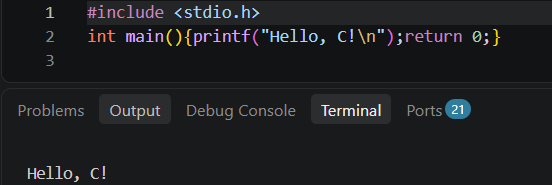 1 #include <stdio.h>
2 int main(){printf("Hello, C!\n");return 0;}
3
Problems Output Debug Console Terminal Ports 21
Hello, C!